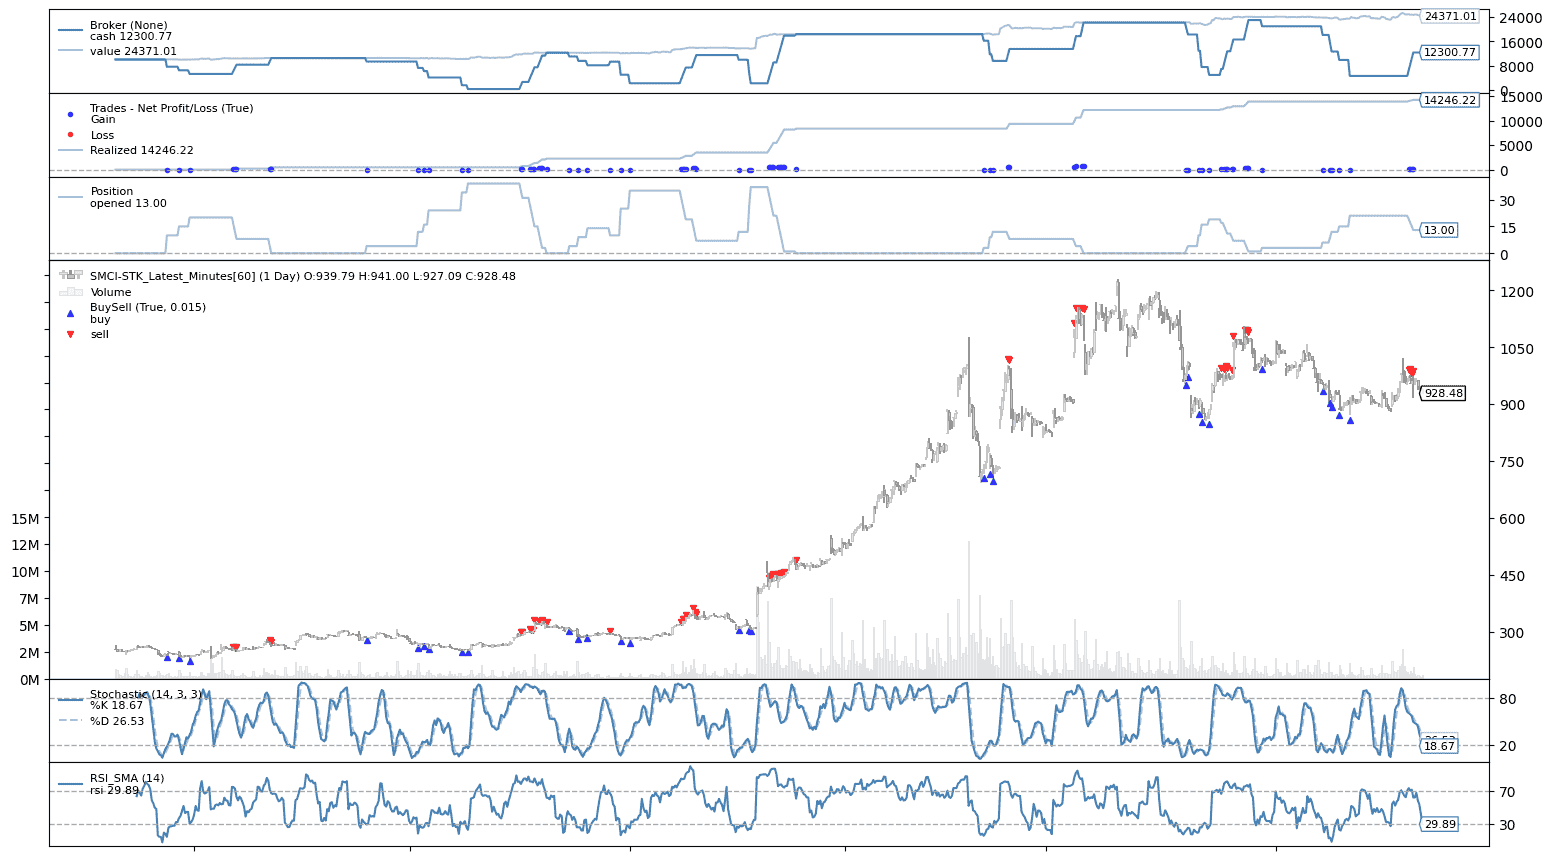 Broker (None)
cash 12300.77
value 24371.01
24371.01
12300.77
24000
16000
8000
0
Trades - Net Profit/Loss (True)
Gain
Loss
Realized 14246.22
14246.22
15000
10000
5000
0
Position
opened 13.00
13.00
30
15
0
SMCI-STK_Latest_Minutes[60] (1 Day) O:939.79 H:941.00 L:927.09 C:928.48
Volume
BuySell (True, 0.015)
buy
sell
1200
1050
900
750
600
450
300
928.48
15M
12M
10M
7M
5M
2M
0M
Stochastic (14, 3, 3)
%K 18.67
%D 26.53
80
20
26.53
18.67
RSI_SMA (14)
rsi 29.89
70
30
29.89